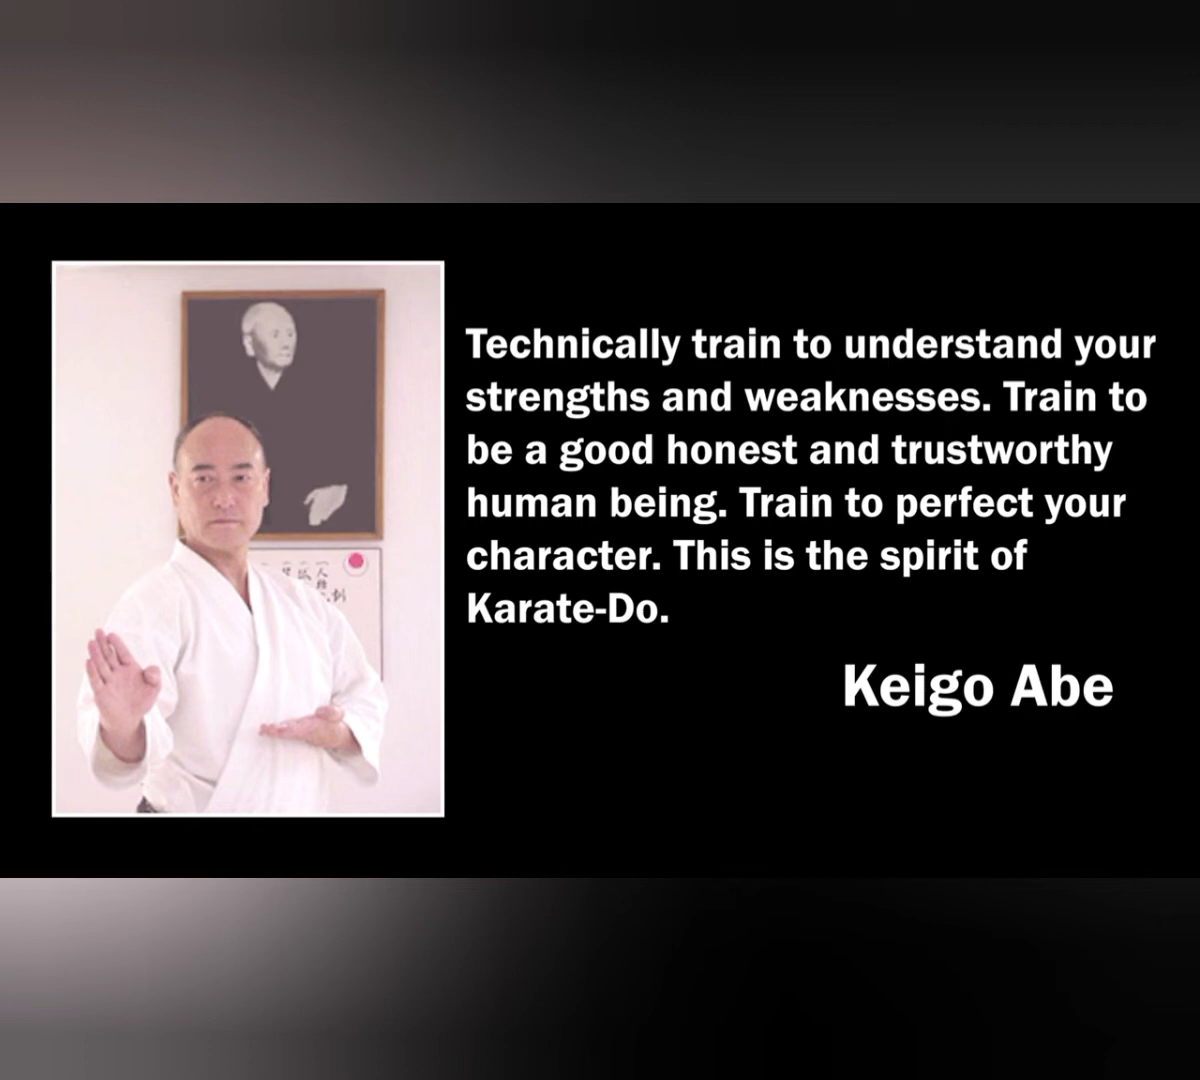 Technically train to understand your
strengths and weaknesses. Train to
be a good honest and trustworthy
human being. Train to perfect your
character. This is the spirit of
Karate-Do.
Keigo Abe